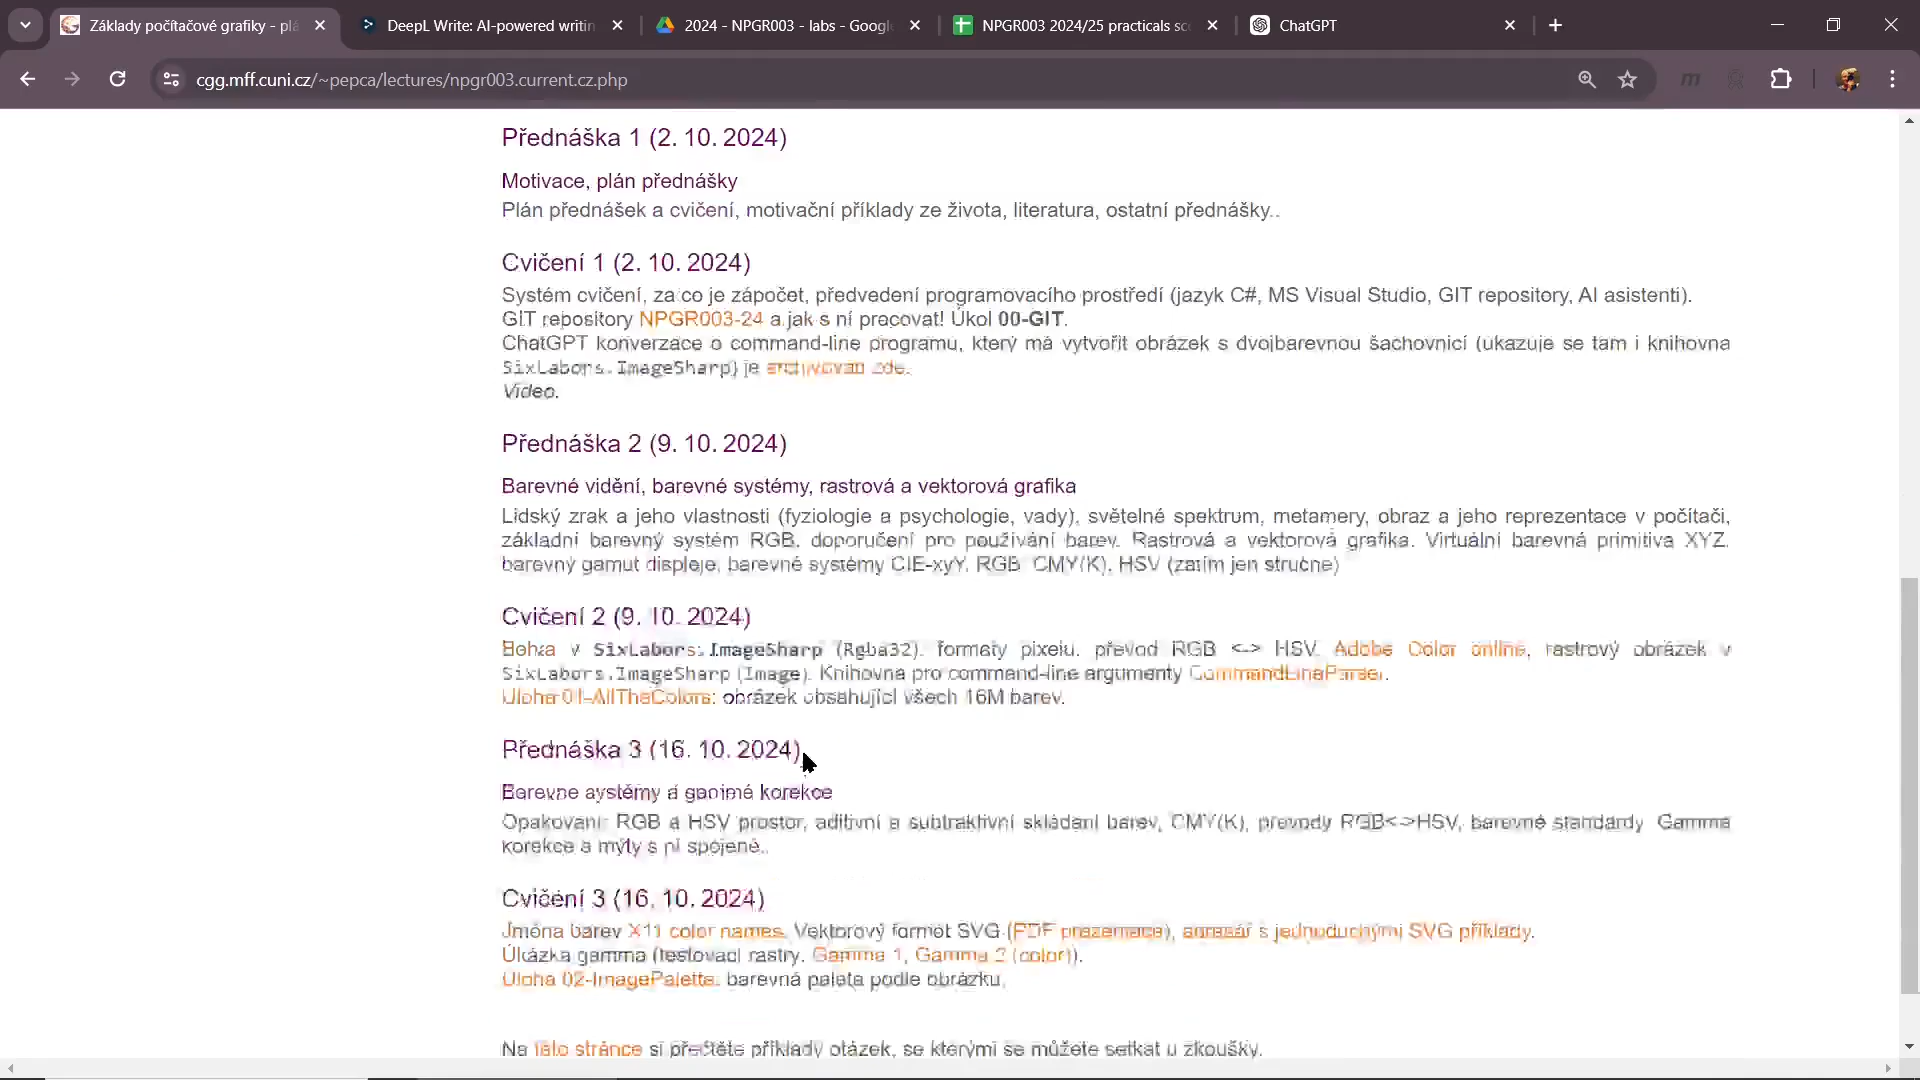 Základy počítačové grafiky - plá
DeepL Write: AI-powered writin
2024 - NPGR003 - labs - Googl
NPGR003 2024/25 practicals sc
ChatGPT
cgg.mff.cuni.cz/~pepca/lectures/npgr003.current.cz.php
Přednáška 1 (2. 10. 2024)
Motivace, plán přednášky
Plán přednášek a cvičení, motivační příklady ze života, literatura, ostatní přednášky..
Cvičení 1 (2. 10. 2024)
Systém cvičení, za co je zápočet, předvedení programovacího prostředí (jazyk C#, MS Visual Studio, GIT repository, AI asistenti).
GIT repository NPGR003-24 a jak s ní pracovat! Úkol 00-GIT.
ChatGPT konverzace o command-line programu, který má vytvořit obrázek s dvojbarevnou šachovnicí (ukazuje se tam i knihovna
SixLabors.ImageSharp) je archivován zde.
Video.
Přednáška 2 (9. 10. 2024)
Barevné vidění, barevné systémy, rastrová a vektorová grafika
Lidský zrak a jeho vlastnosti (fyziologie a psychologie, vady), světelné spektrum, metamery, obraz a jeho reprezentace v počítači,
základní barevný systém RGB, doporučení pro používání barev. Rastrová a vektorová grafika. Virtuální barevná primitiva XYZ,
barevný gamut displeje, barevné systémy CIE-xyY, RGB, CMY(K), HSV (zatím jen stručně)
Cvičení 2 (9. 10. 2024)
Barva v SixLabors.ImageSharp (Rgba32), formáty pixelu, převod RGB <-> HSV, Adobe Color online, rastrový obrázek v
SixLabors.ImageSharp (Image). Knihovna pro command-line argumenty CommandLineParser.
Úloha 01-AllTheColors: obrázek obsahující všech 16M barev.
Přednáška 3 (16. 10. 2024)
Barevné systémy a gamma korekce
Opakování: RGB a HSV prostor, aditivní a subtraktivní skládání barev, CMY(K), převody RGB<->HSV, barevné standardy. Gamma
korekce a mýty s ní spojené..
Cvičení 3 (16. 10. 2024)
Jména barev X11 color names. Vektorový formát SVG (PDF prezentace), adresář s jednoduchými SVG příklady.
Ukázka gamma (testovací rastry: Gamma 1, Gamma 2 (color)).
Úloha 02-ImagePalette: barevná paleta podle obrázku.
Na této stránce si přečtěte příklady otázek, se kterými se můžete setkat u zkoušky.